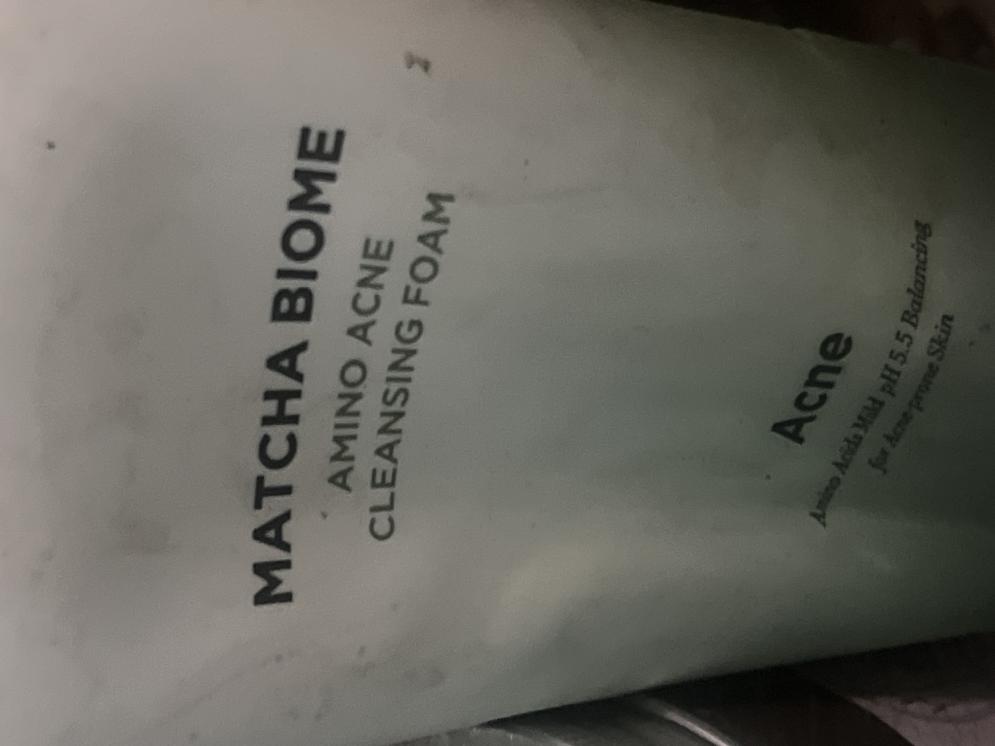 MATCHA BIOME
AMINO ACNE
CLEANSING FOAM
Acne
Amino Acids Mild pH 5.5 Balancing
for Acne-prone Skin